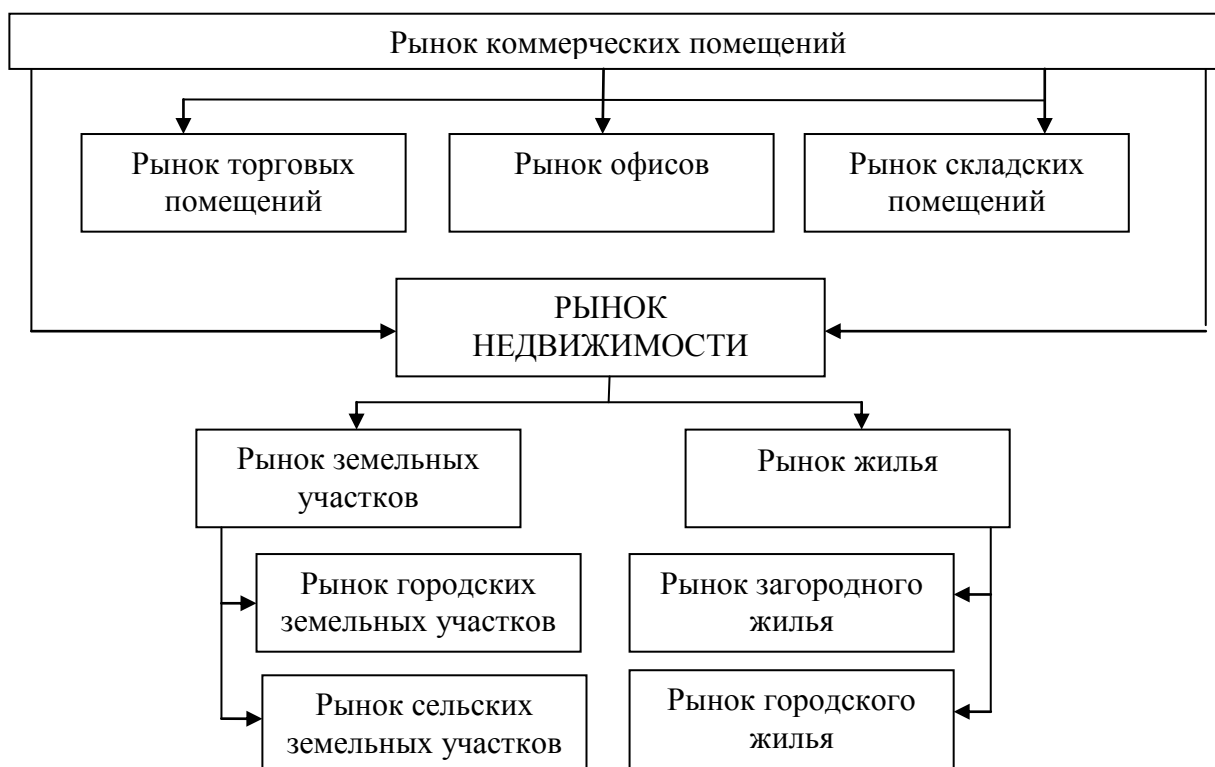 Рынок коммерческих помещений
Рынок торговых
помещений
Рынок офисов
Рынок складских
помещений
РЫНОК
НЕДВИЖИМОСТИ
Рынок земельных
участков
Рынок жилья
Рынок городских
земельных участков
Рынок загородного
жилья
Рынок сельских
земельных участков
Рынок городского
жилья